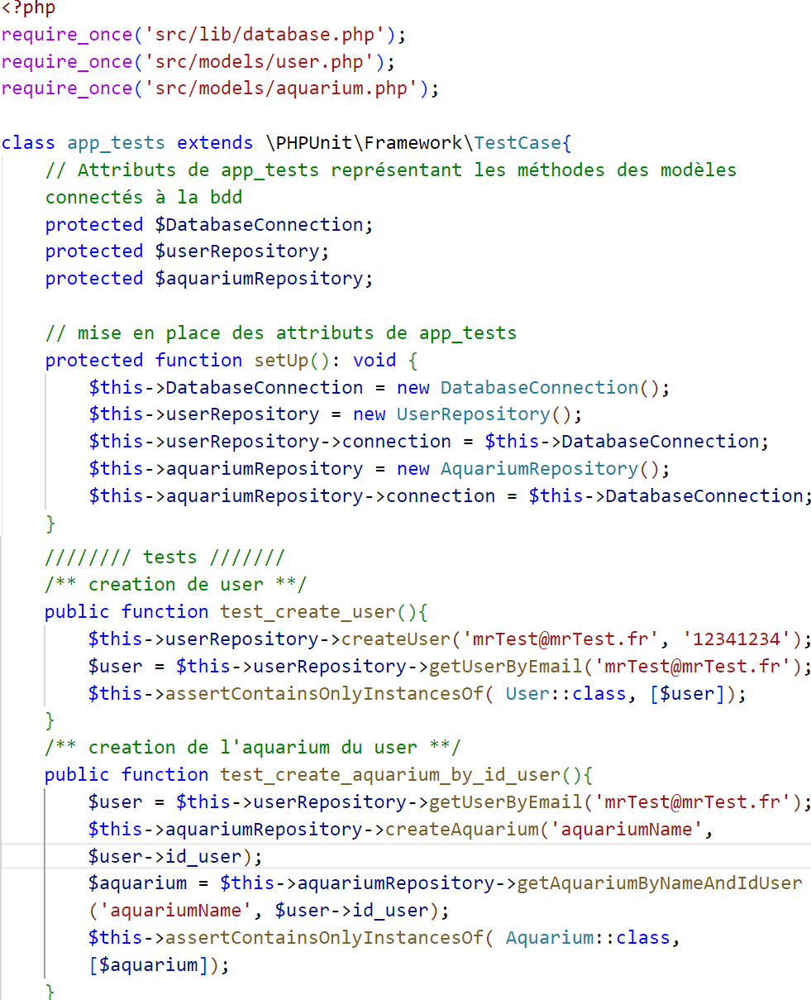 <?php
require_once('src/lib/database.php');
require_once('src/models/user.php');
require_once('src/models/aquarium.php');
class app_tests extends \PHPUnit\Framework\TestCase{
// Attributs de app_tests représentant les méthodes des modèles
connectés à la bdd
protected $DatabaseConnection;
protected $userRepository;
protected $aquariumRepository;
// mise en place des attributs de app_tests
protected function setUp(): void {
$this->DatabaseConnection = new DatabaseConnection();
$this->userRepository = new UserRepository();
$this->userRepository->connection = $this->DatabaseConnection;
$this->aquariumRepository = new AquariumRepository();
$this->aquariumRepository->connection = $this->DatabaseConnection;
}
//////// tests ///////
/** creation de user **/
public function test_create_user(){
$this->userRepository->createUser('mrTest@mrTest.fr', '12341234');
$user = $this->userRepository->getUserByEmail('mrTest@mrTest.fr');
$this->assertContainsOnlyInstancesOf( User::class, [$user]);
}
/** creation de l'aquarium du user **/
public function test_create_aquarium_by_id_user(){
$user = $this->userRepository->getUserByEmail('mrTest@mrTest.fr');
$this->aquariumRepository->createAquarium('aquariumName',
$user->id_user);
$aquarium = $this->aquariumRepository->getAquariumByNameAndIdUser
('aquariumName', $user->id_user);
$this->assertContainsOnlyInstancesOf( Aquarium::class,
[$aquarium]);
}